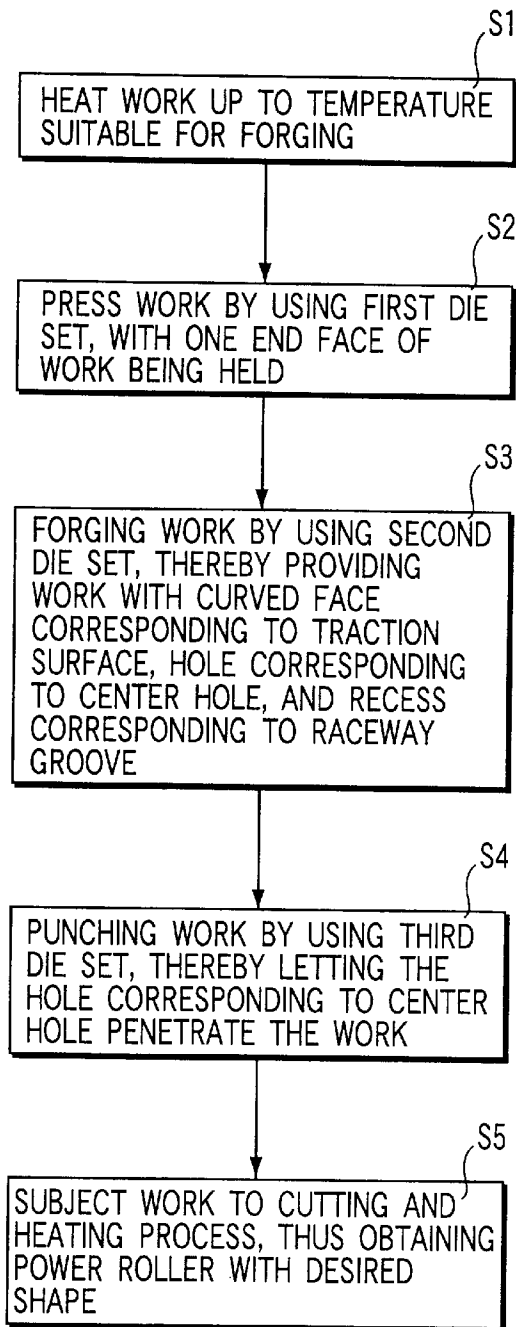 S1
HEAT WORK UP TO TEMPERATURE
SUITABLE FOR FORGING
S2
PRESS WORK BY USING FIRST DIE
SET, WITH ONE END FACE OF
WORK BEING HELD
S3
FORGING WORK BY USING SECOND
DIE SET, THEREBY PROVIDING
WORK WITH CURVED FACE
CORRESPONDING TO TRACTION
SURFACE, HOLE CORRESPONDING
TO CENTER HOLE, AND RECESS
CORRESPONDING TO RACEWAY
GROOVE
S4
PUNCHING WORK BY USING THIRD
DIE SET, THEREBY LETTING THE
HOLE CORRESPONDING TO CENTER
HOLE PENETRATE THE WORK
S5
SUBJECT WORK TO CUTTING AND
HEATING PROCESS, THUS OBTAINING
POWER ROLLER WITH DESIRED
SHAPE